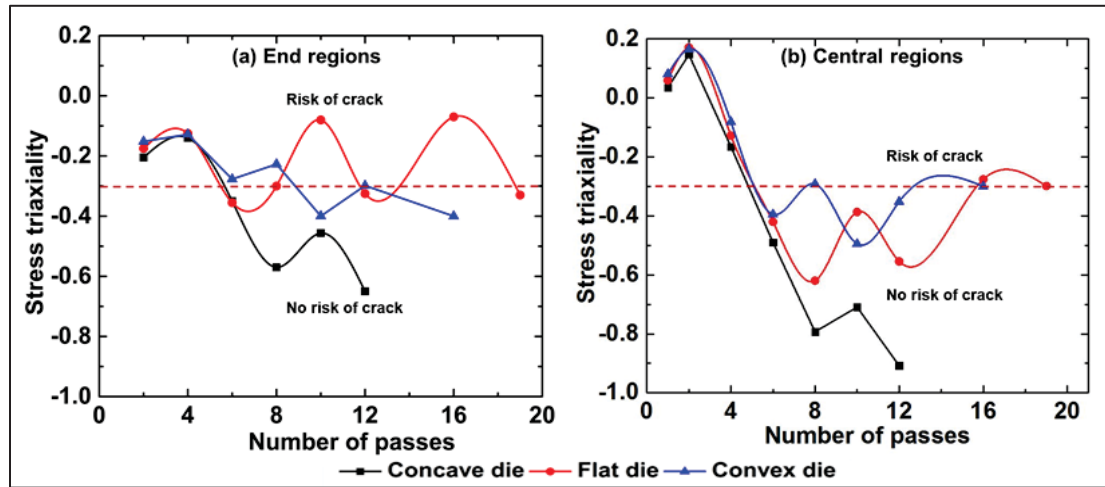 (a) End regions
Risk of crack
No risk of crack
Stress triaxiality
0.2
0.0
-0.2
-0.4
-0.6
-0.8
-1.0
0 4 8 12 16 20
Number of passes
(b) Central regions
Risk of crack
No risk of crack
Stress triaxiality
0.2
0.0
-0.2
-0.4
-0.6
-0.8
-1.0
0 4 8 12 16 20
Number of passes
Concave die Flat die Convex die